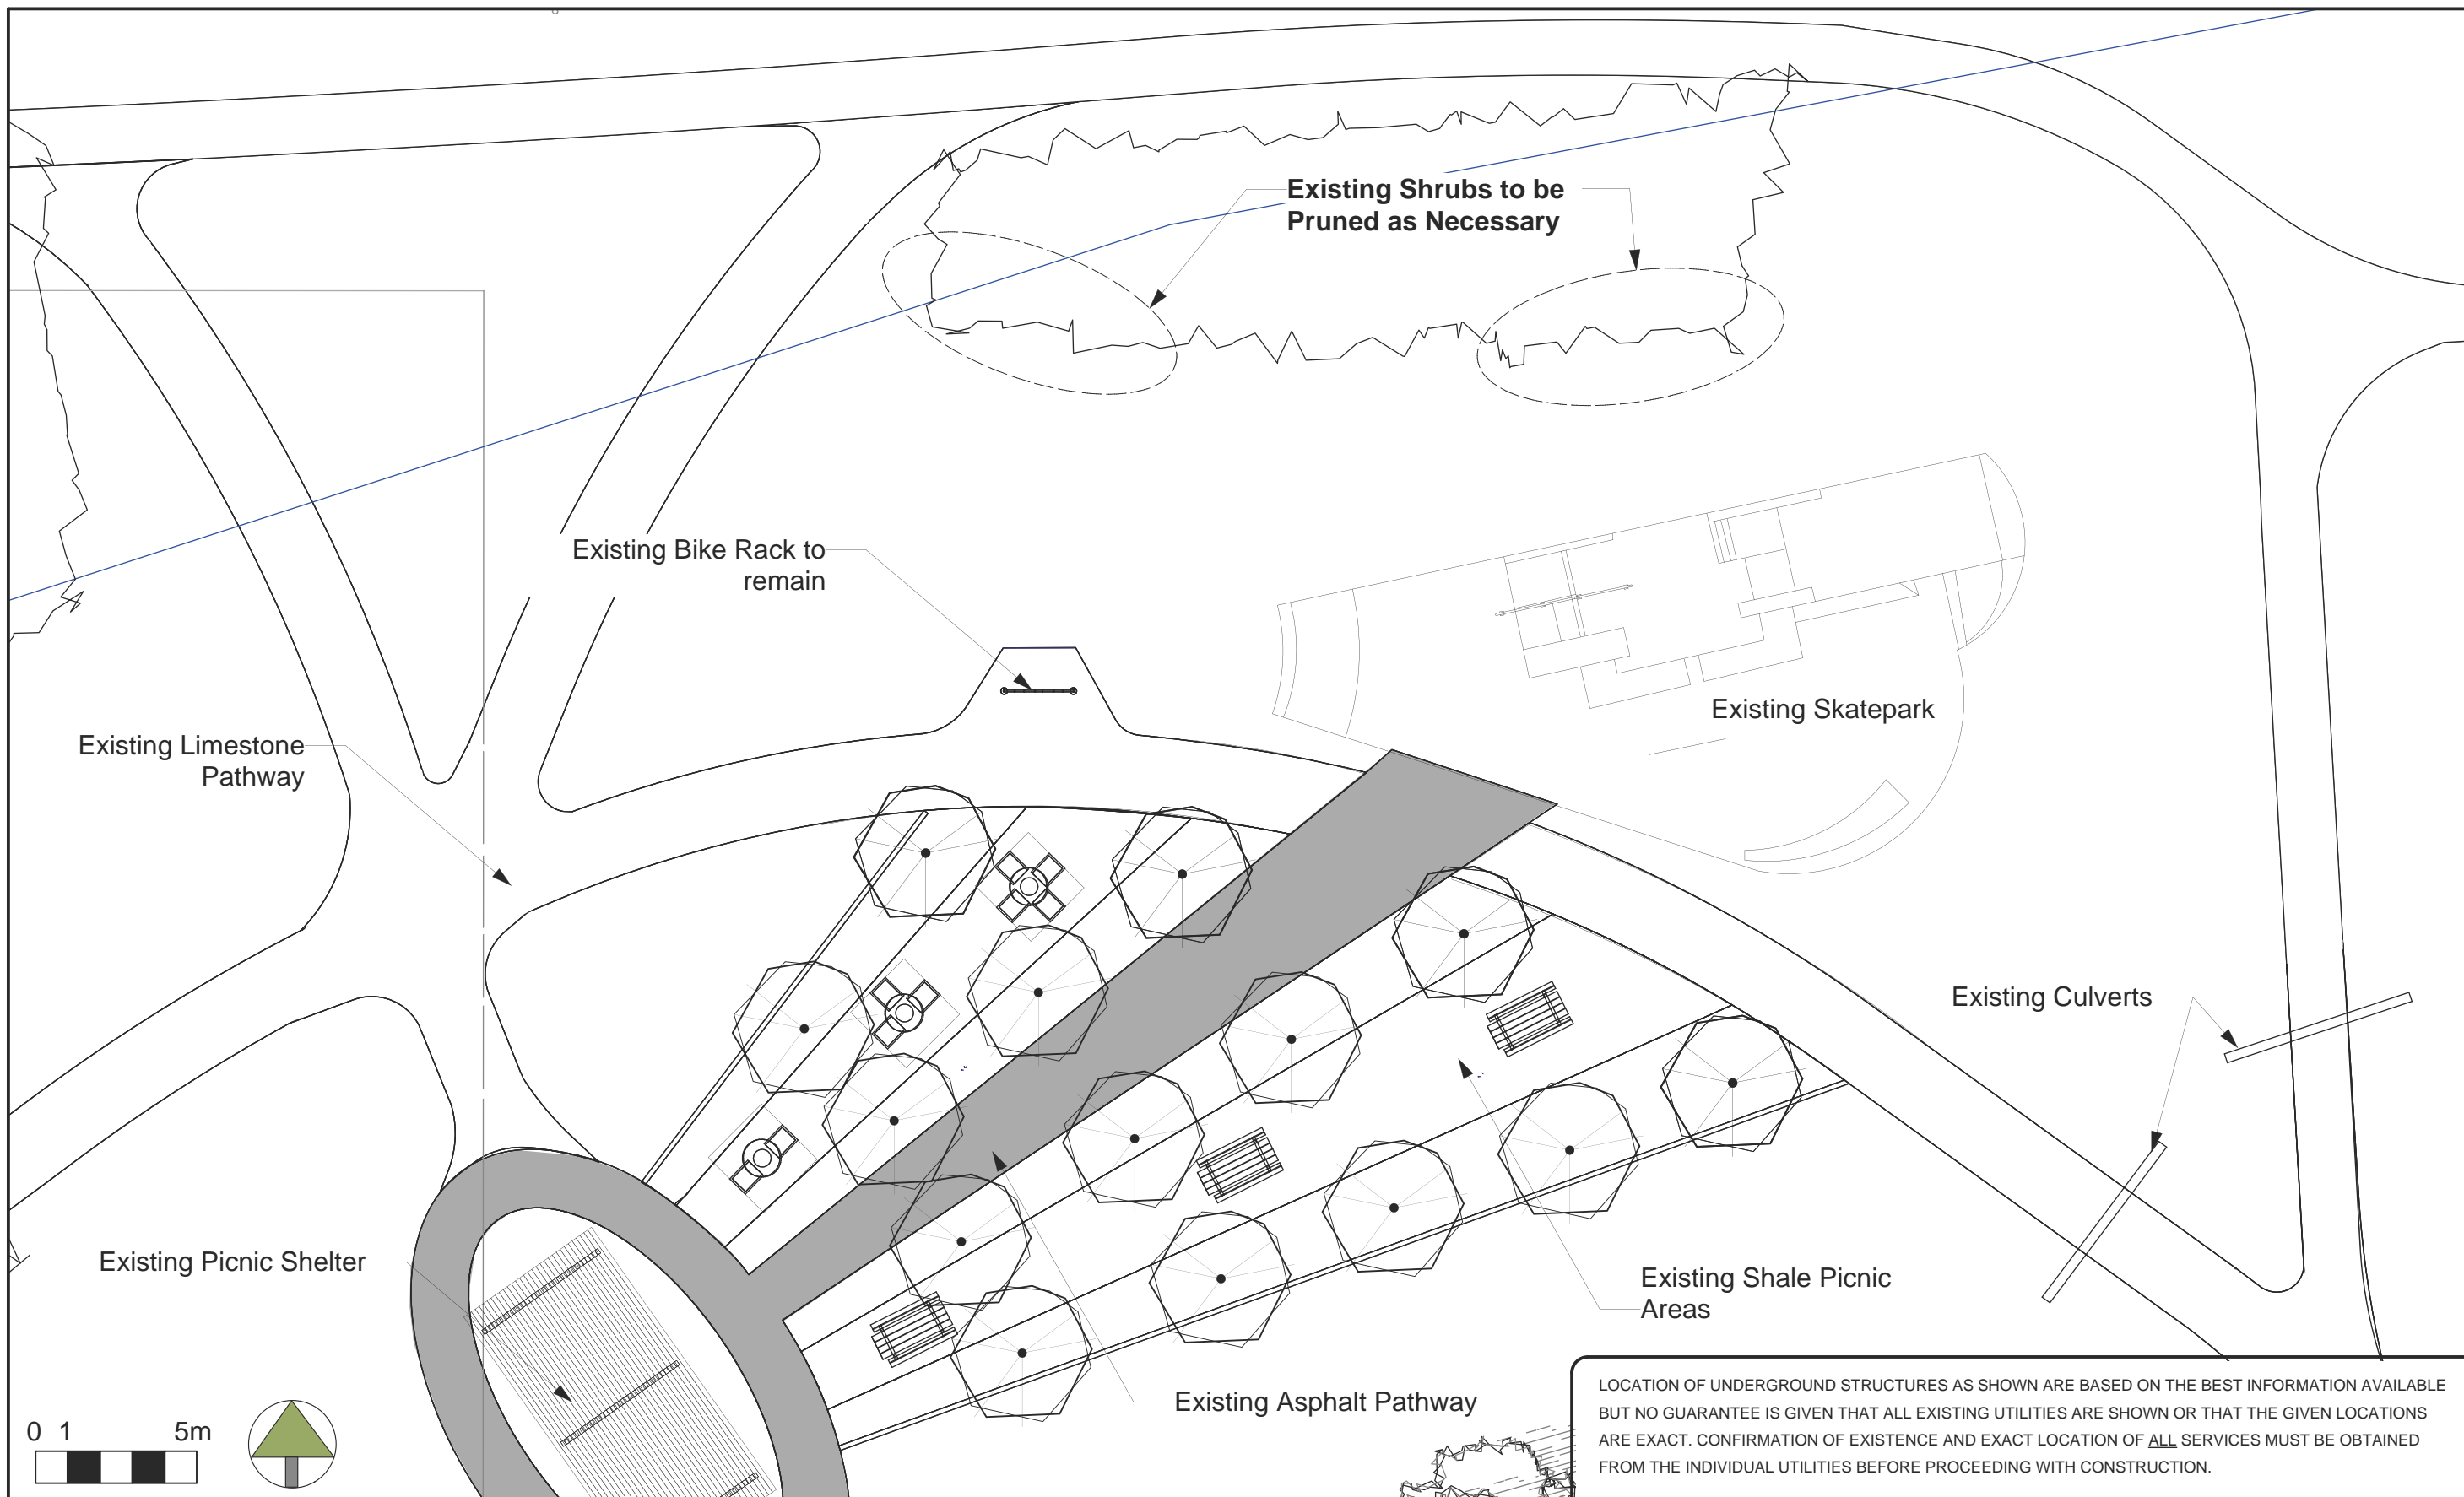 Existing Shrubs to be
Pruned as Necessary
Existing Bike Rack to
remain
Existing Skatepark
Existing Limestone
Pathway
Existing Culverts
Existing Picnic Shelter
Existing Shale Picnic
Areas
Existing Asphalt Pathway
0 1 5m
LOCATION OF UNDERGROUND STRUCTURES AS SHOWN ARE BASED ON THE BEST INFORMATION AVAILABLE
BUT NO GUARANTEE IS GIVEN THAT ALL EXISTING UTILITIES ARE SHOWN OR THAT THE GIVEN LOCATIONS
ARE EXACT. CONFIRMATION OF EXISTENCE AND EXACT LOCATION OF ALL SERVICES MUST BE OBTAINED
FROM THE INDIVIDUAL UTILITIES BEFORE PROCEEDING WITH CONSTRUCTION.